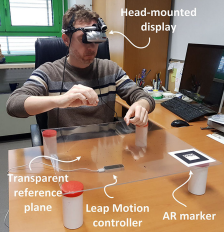 Head-mounted
display
Transparent
reference
plane
Leap Motion
controller
AR marker